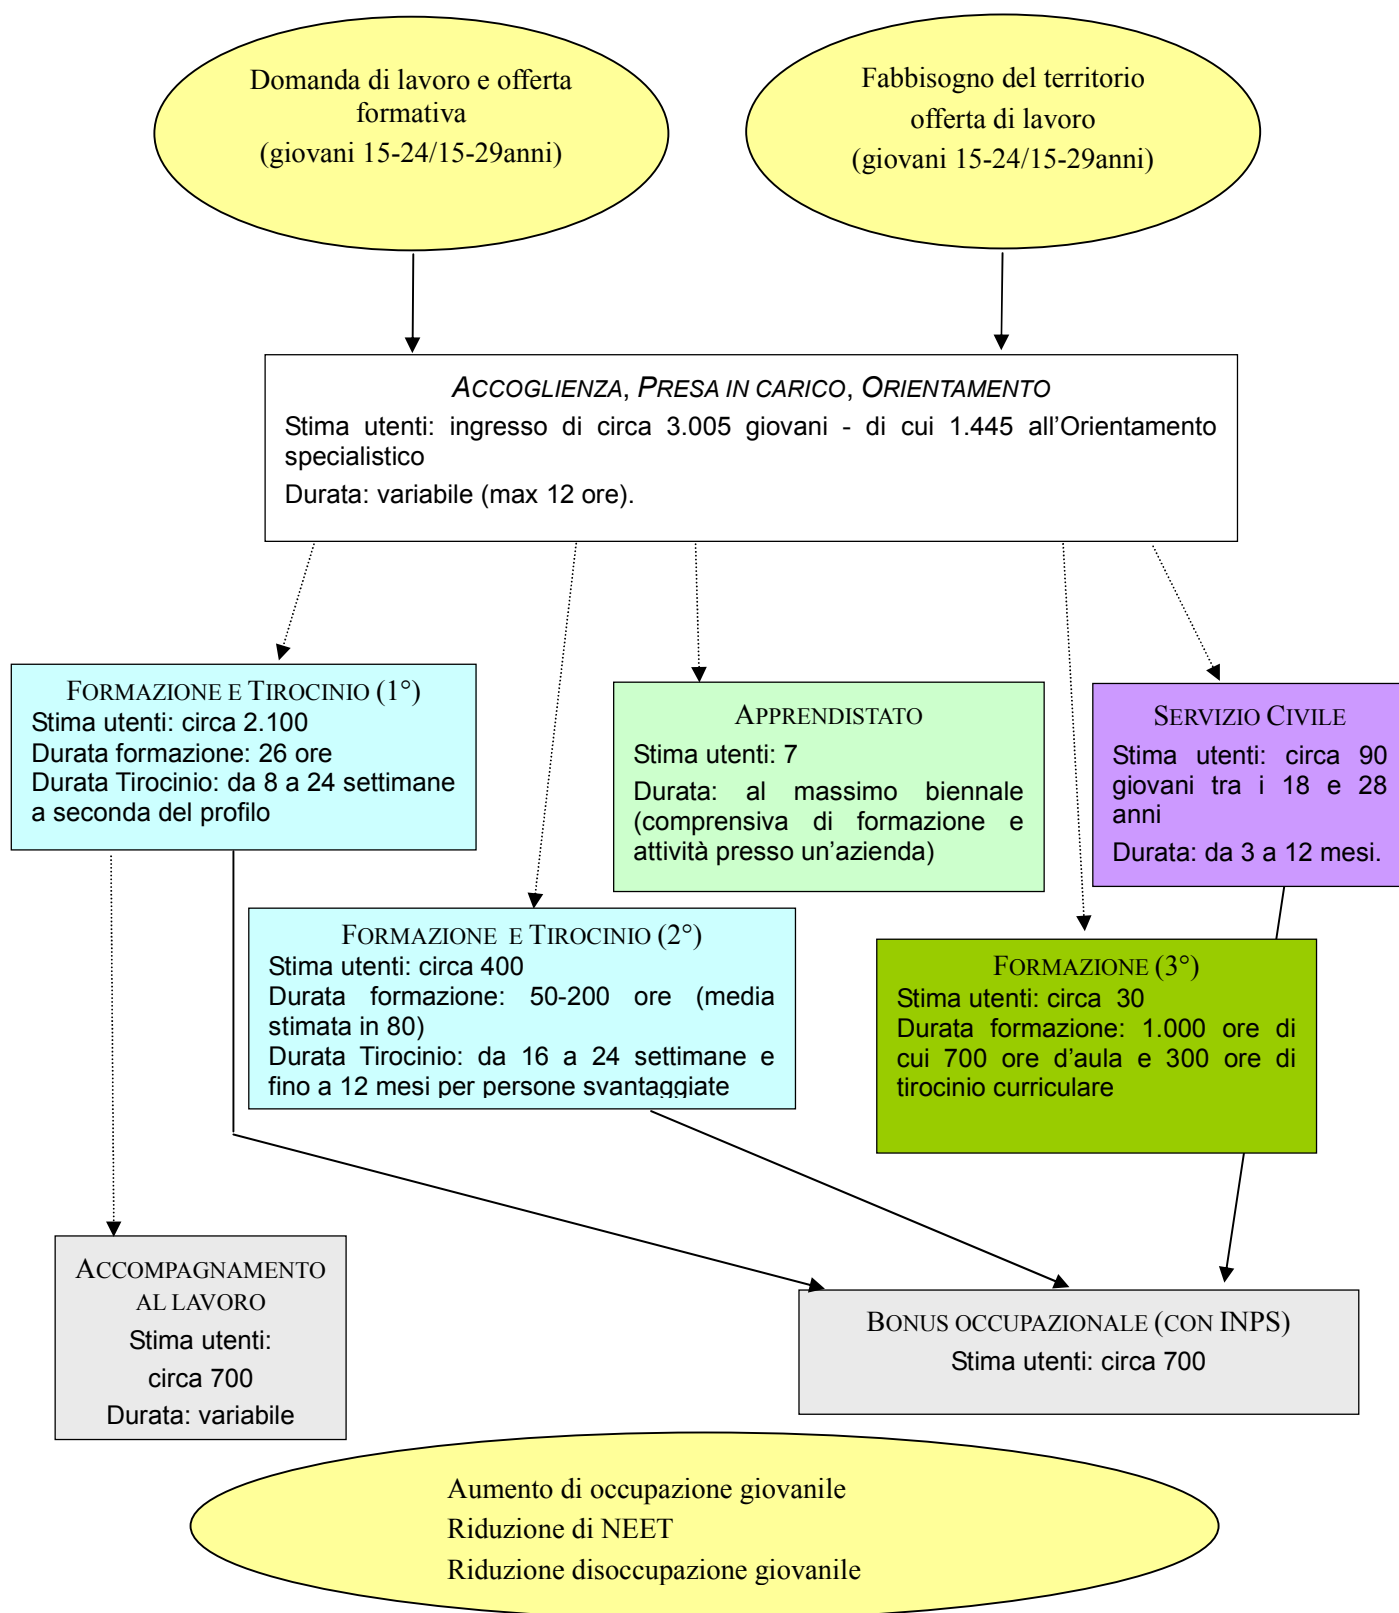 Domanda di lavoro e offerta
formativa
(giovani 15-24/15-29anni)
Fabbisogno del territorio
offerta di lavoro
(giovani 15-24/15-29anni)
ACCOGLIENZA, PRESA IN CARICO, ORIENTAMENTO
Stima utenti: ingresso di circa 3.005 giovani - di cui 1.445 all’Orientamento
specialistico
Durata: variabile (max 12 ore).
FORMAZIONE E TIROCINIO (1°)
Stima utenti: circa 2.100
Durata formazione: 26 ore
Durata Tirocinio: da 8 a 24 settimane
a seconda del profilo
APPRENDISTATO
Stima utenti: 7
Durata: al massimo biennale
(comprensiva di formazione e
attività presso un’azienda)
SERVIZIO CIVILE
Stima utenti: circa 90
giovani tra i 18 e 28
anni
Durata: da 3 a 12 mesi.
FORMAZIONE E TIROCINIO (2°)
Stima utenti: circa 400
Durata formazione: 50-200 ore (media
stimata in 80)
Durata Tirocinio: da 16 a 24 settimane e
fino a 12 mesi per persone svantaggiate
FORMAZIONE (3°)
Stima utenti: circa 30
Durata formazione: 1.000 ore di
cui 700 ore d’aula e 300 ore di
tirocinio curriculare
ACCOMPAGNAMENTO
AL LAVORO
Stima utenti:
circa 700
Durata: variabile
BONUS OCCUPAZIONALE (CON INPS)
Stima utenti: circa 700
Aumento di occupazione giovanile
Riduzione di NEET
Riduzione disoccupazione giovanile